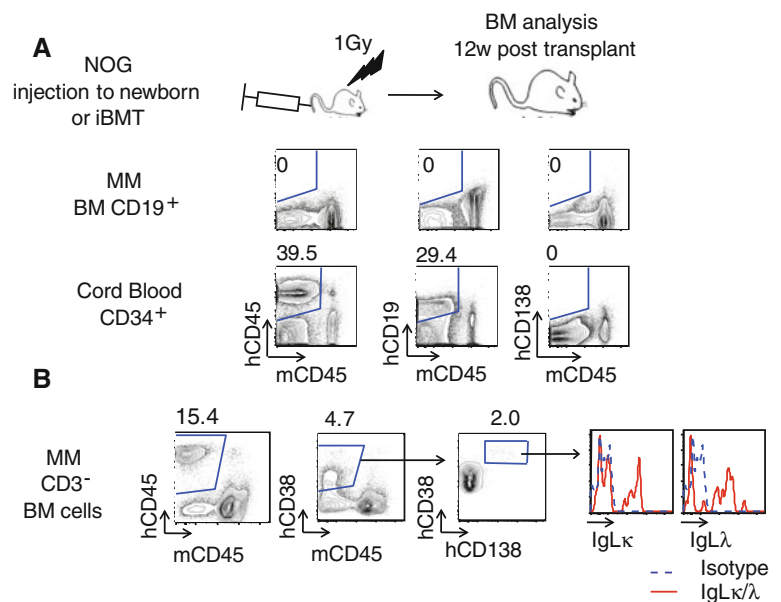 A
NOG
injection to newborn
or iBMT
1Gy
BM analysis
12w post transplant
MM
BM CD19+
0
0
0
Cord Blood
CD34+
39.5
29.4
0
hCD45
mCD45
hCD19
mCD45
hCD138
mCD45
B
MM
CD3-
BM cells
15.4
4.7
2.0
hCD45
mCD45
hCD38
mCD45
hCD38
hCD138
IgLκ
IgLλ
Isotype
IgLκ/λ